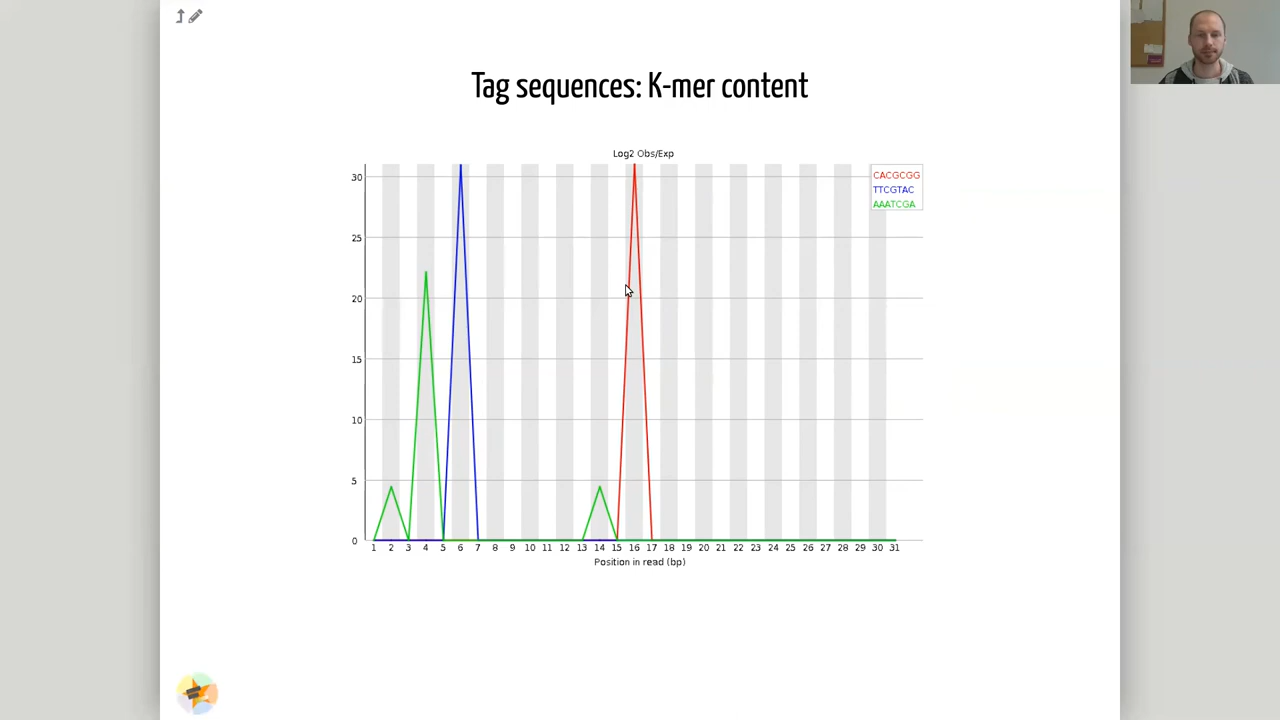 Tag sequences: K-mer content
Log2 Obs/Exp
CACGCGG
TTCGTAC
AAATCGA
30
25
20
15
10
5
0
1 2 3 4 5 6 7 8 9 10 11 12 13 14 15 16 17 18 19 20 21 22 23 24 25 26 27 28 29 30 31
Position in read (bp)